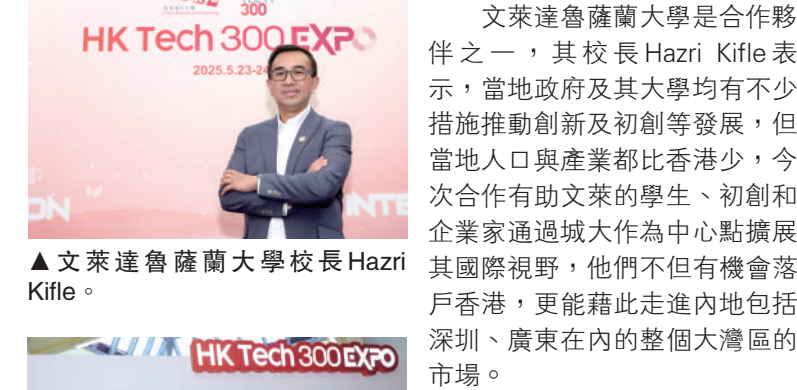 300
HK Tech 300 EXPO
2025.5.23-24
ON
INTE
▲文萊達魯薩蘭大學校長Hazri
Kifle。
HK Tech 300 EXPO
文萊達魯薩蘭大學是合作夥
伴之一，其校長Hazri Kifle表
示，當地政府及其大學均有不少
措施推動創新及初創等發展，但
當地人口與產業都比香港少，今
次合作有助文萊的學生、初創和
企業家通過城大作為中心點擴展
其國際視野，他們不但有機會落
戶香港，更能藉此走進內地包括
深圳、廣東在內的整個大灣區的
市場。